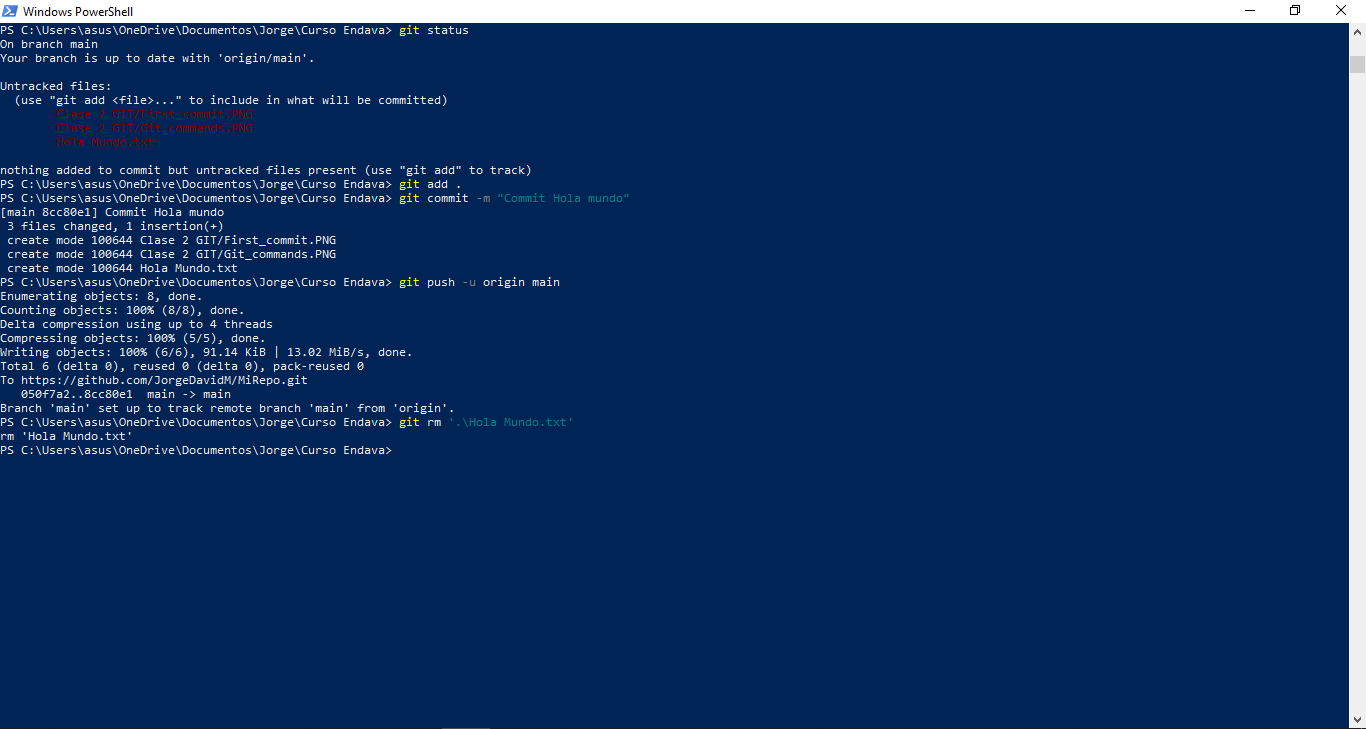 Windows PowerShell
PS C:\Users\asus\OneDrive\Documentos\Jorge\Curso Endava> git status
On branch main
Your branch is up to date with 'origin/main'.
Untracked files:
  (use "git add <file>..." to include in what will be committed)
        Clase 2 GIT/First_commit.PNG
        Clase 2 GIT/Git_commands.PNG
        Hola Mundo.txt
nothing added to commit but untracked files present (use "git add" to track)
PS C:\Users\asus\OneDrive\Documentos\Jorge\Curso Endava> git add .
PS C:\Users\asus\OneDrive\Documentos\Jorge\Curso Endava> git commit -m "Commit Hola mundo"
[main 8cc80e1] Commit Hola mundo
 3 files changed, 1 insertion(+)
 create mode 100644 Clase 2 GIT/First_commit.PNG
 create mode 100644 Clase 2 GIT/Git_commands.PNG
 create mode 100644 Hola Mundo.txt
PS C:\Users\asus\OneDrive\Documentos\Jorge\Curso Endava> git push -u origin main
Enumerating objects: 8, done.
Counting objects: 100% (8/8), done.
Delta compression using up to 4 threads
Compressing objects: 100% (5/5), done.
Writing objects: 100% (6/6), 91.14 KiB | 13.02 MiB/s, done.
Total 6 (delta 0), reused 0 (delta 0), pack-reused 0
To https://github.com/JorgeDavidM/MiRepo.git
   050f7a2..8cc80e1  main -> main
Branch 'main' set up to track remote branch 'main' from 'origin'.
PS C:\Users\asus\OneDrive\Documentos\Jorge\Curso Endava> git rm '.\Hola Mundo.txt'
rm 'Hola Mundo.txt'
PS C:\Users\asus\OneDrive\Documentos\Jorge\Curso Endava>